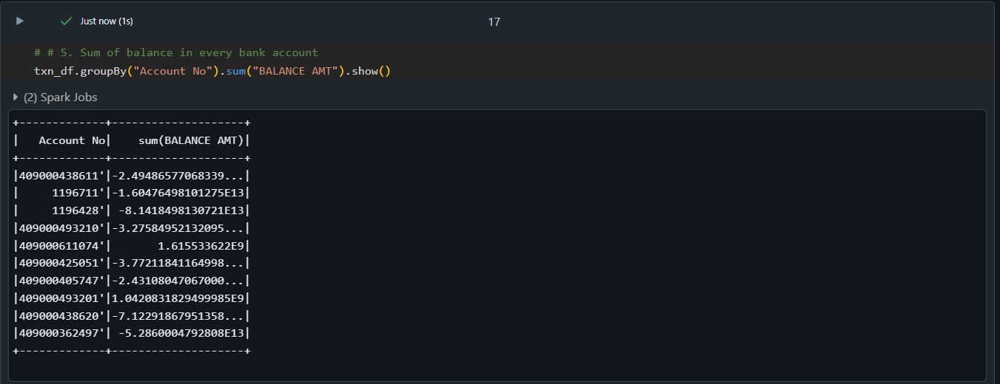 Just now (1s)
17
# # 5. Sum of balance in every bank account
txn_df.groupBy("Account No").sum("BALANCE AMT").show()
(2) Spark Jobs
+-------------+--------------------+
|   Account No|    sum(BALANCE AMT)|
+-------------+--------------------+
|409000438611'|-2.49486577068339...|
|     1196711'|-1.60476498101275E13|
|     1196428'| -8.1418498130721E13|
|409000493210'|-3.27584952132095...|
|409000611074'|       1.615533622E9|
|409000425051'|-3.77211841164998...|
|409000405747'|-2.43108047067000...|
|409000493201'|1.0420831829499985E9|
|409000438620'|-7.12291867951358...|
|409000362497'| -5.2860004792808E13|
+-------------+--------------------+